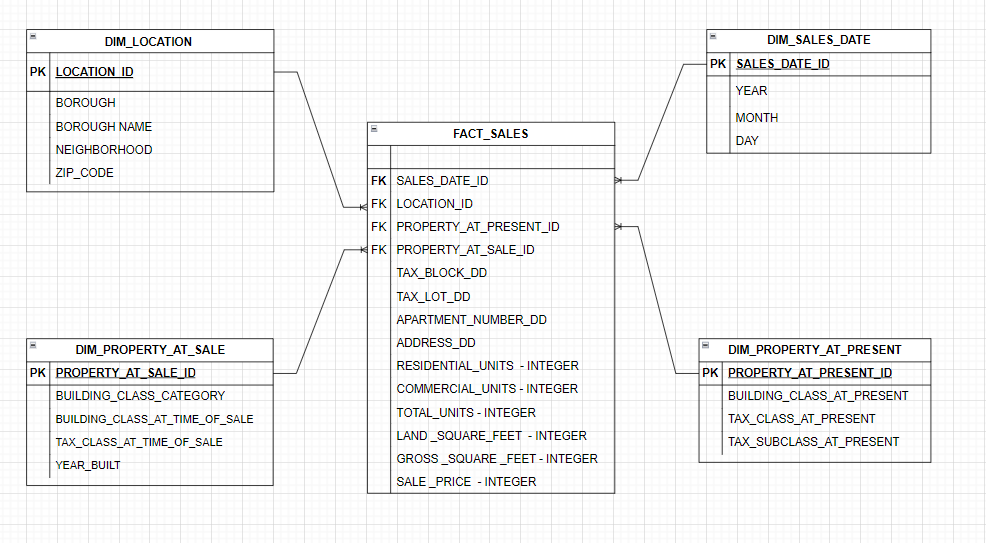 DIM_LOCATION
PK LOCATION_ID
BOROUGH
BOROUGH NAME
NEIGHBORHOOD
ZIP_CODE
DIM_SALES_DATE
PK SALES_DATE_ID
YEAR
MONTH
DAY
FACT_SALES
FK SALES_DATE_ID
FK LOCATION_ID
FK PROPERTY_AT_PRESENT_ID
FK PROPERTY_AT_SALE_ID
TAX_BLOCK_DD
TAX_LOT_DD
APARTMENT_NUMBER_DD
ADDRESS_DD
RESIDENTIAL_UNITS - INTEGER
COMMERCIAL_UNITS - INTEGER
TOTAL_UNITS - INTEGER
LAND _SQUARE_FEET - INTEGER
GROSS _SQUARE _FEET - INTEGER
SALE _PRICE - INTEGER
DIM_PROPERTY_AT_SALE
PK PROPERTY_AT_SALE_ID
BUILDING_CLASS_CATEGORY
BUILDING_CLASS_AT_TIME_OF_SALE
TAX_CLASS_AT_TIME_OF_SALE
YEAR_BUILT
DIM_PROPERTY_AT_PRESENT
PK PROPERTY_AT_PRESENT_ID
BUILDING_CLASS_AT_PRESENT
TAX_CLASS_AT_PRESENT
TAX_SUBCLASS_AT_PRESENT